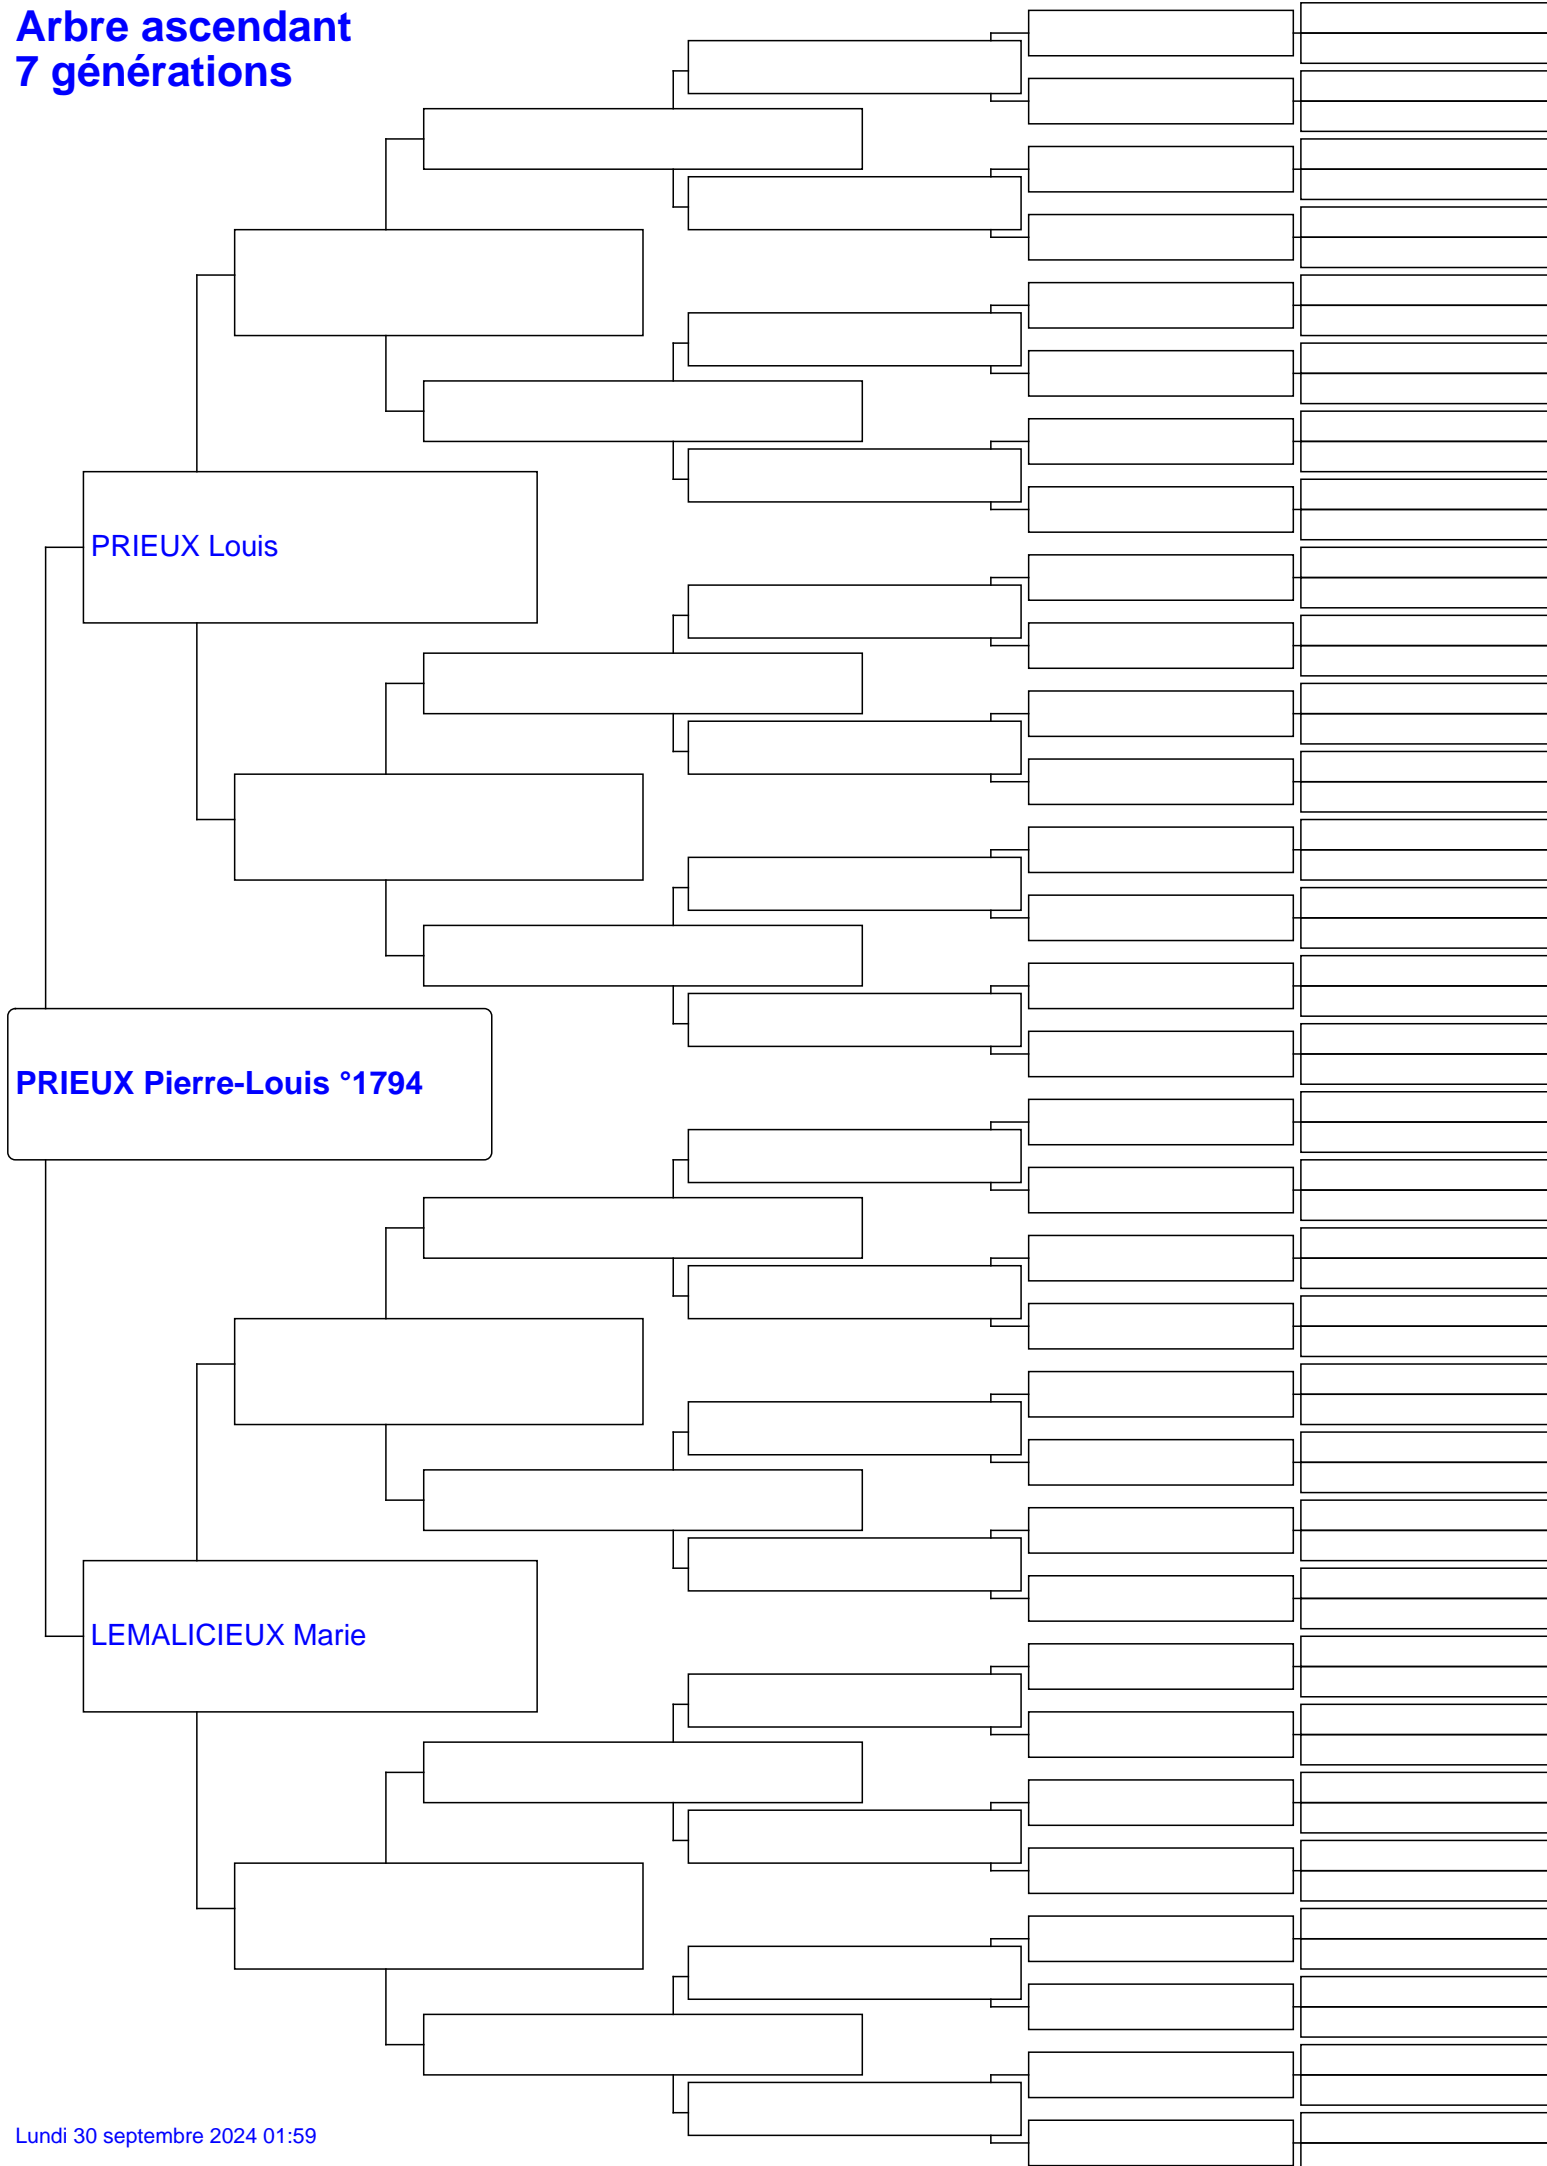 Arbre ascendant
7 générations
PRIEUX Louis
PRIEUX Pierre-Louis °1794
LEMALICIEUX Marie
Lundi 30 septembre 2024 01:59